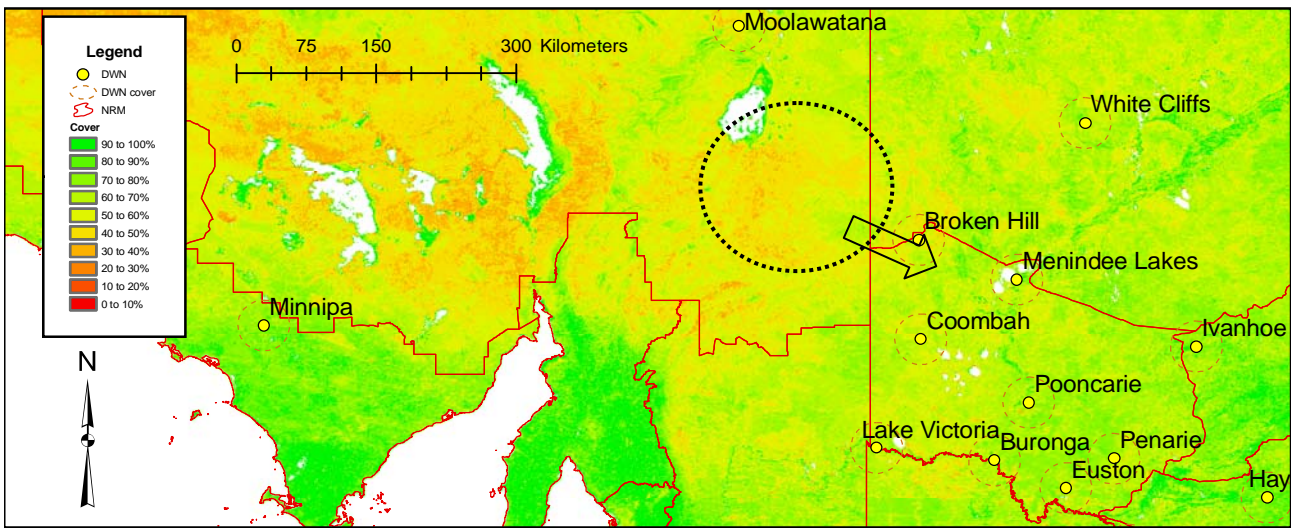 Moolawatana
Legend
DWN
DWN cover
NRM
Cover
90 to 100%
80 to 90%
70 to 80%
60 to 70%
50 to 60%
40 to 50%
30 to 40%
20 to 30%
10 to 20%
0 to 10%
0 75 150 300 Kilometers
White Cliffs
Broken Hill
Menindee Lakes
Minnipa
Coombah
Ivanhoe
N
Pooncarie
Lake Victoria
Buronga
Penarie
Euston
Hay